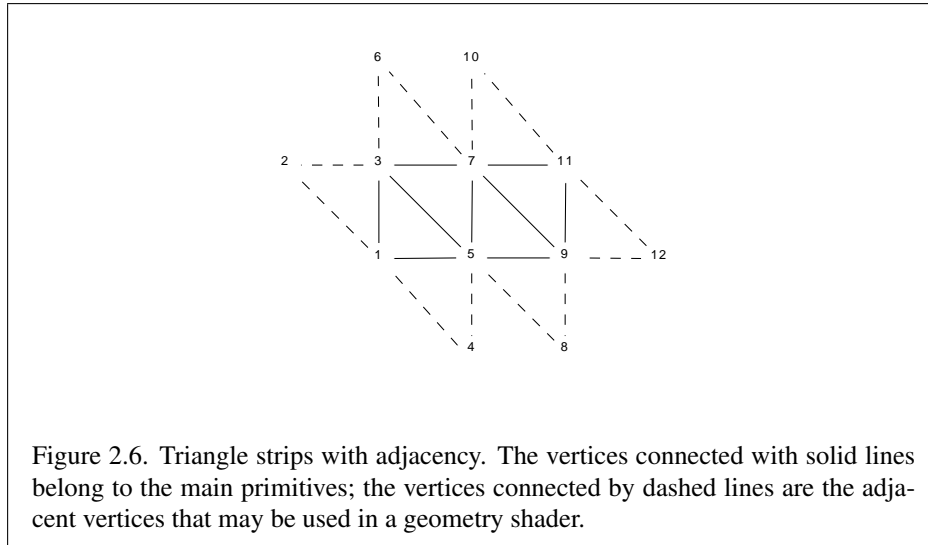 6 10
2 3 7 11
1 5 9 12
4 8
Figure 2.6. Triangle strips with adjacency. The vertices connected with solid lines
belong to the main primitives; the vertices connected by dashed lines are the adja-
cent vertices that may be used in a geometry shader.